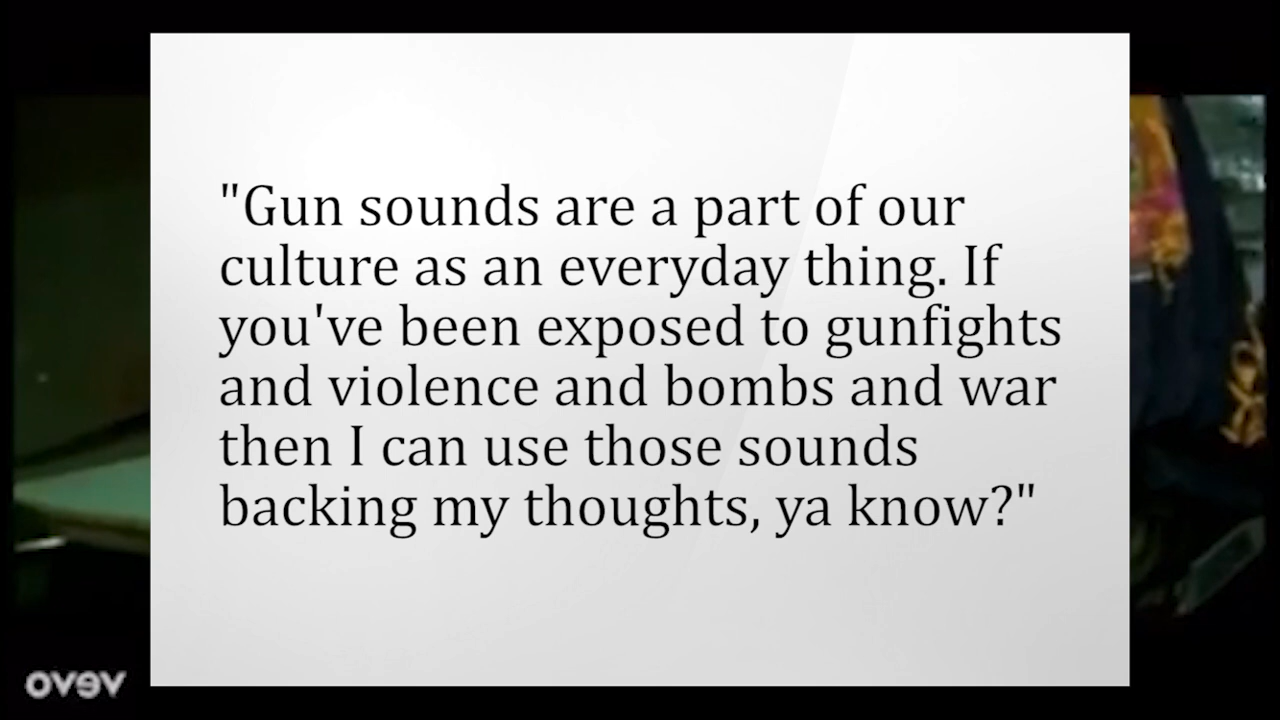 "Gun sounds are a part of our
culture as an everyday thing. If
you've been exposed to gunfights
and violence and bombs and war
then I can use those sounds
backing my thoughts, ya know?"
vevo